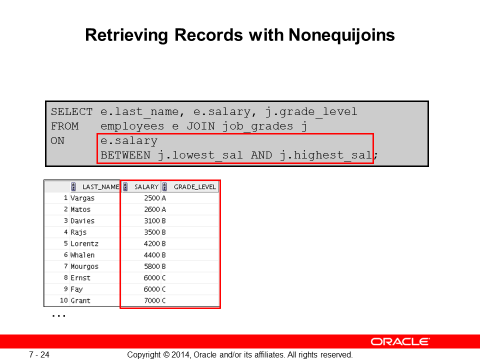 Retrieving Records with Nonequijoins
SELECT e.last_name, e.salary, j.grade_level
FROM employees e JOIN job_grades j
ON e.salary
BETWEEN j.lowest_sal AND j.highest_sal;
LAST_NAME SALARY GRADE_LEVEL
1 Vargas 2500 A
2 Matos 2600 A
3 Davies 3100 B
4 Rajs 3500 B
5 Lorentz 4200 B
6 Whalen 4400 B
7 Mourgos 5800 B
8 Ernst 6000 C
9 Fay 6000 C
10 Grant 7000 C
...
ORACLE
7 - 24 Copyright © 2014, Oracle and/or its affiliates. All rights reserved.